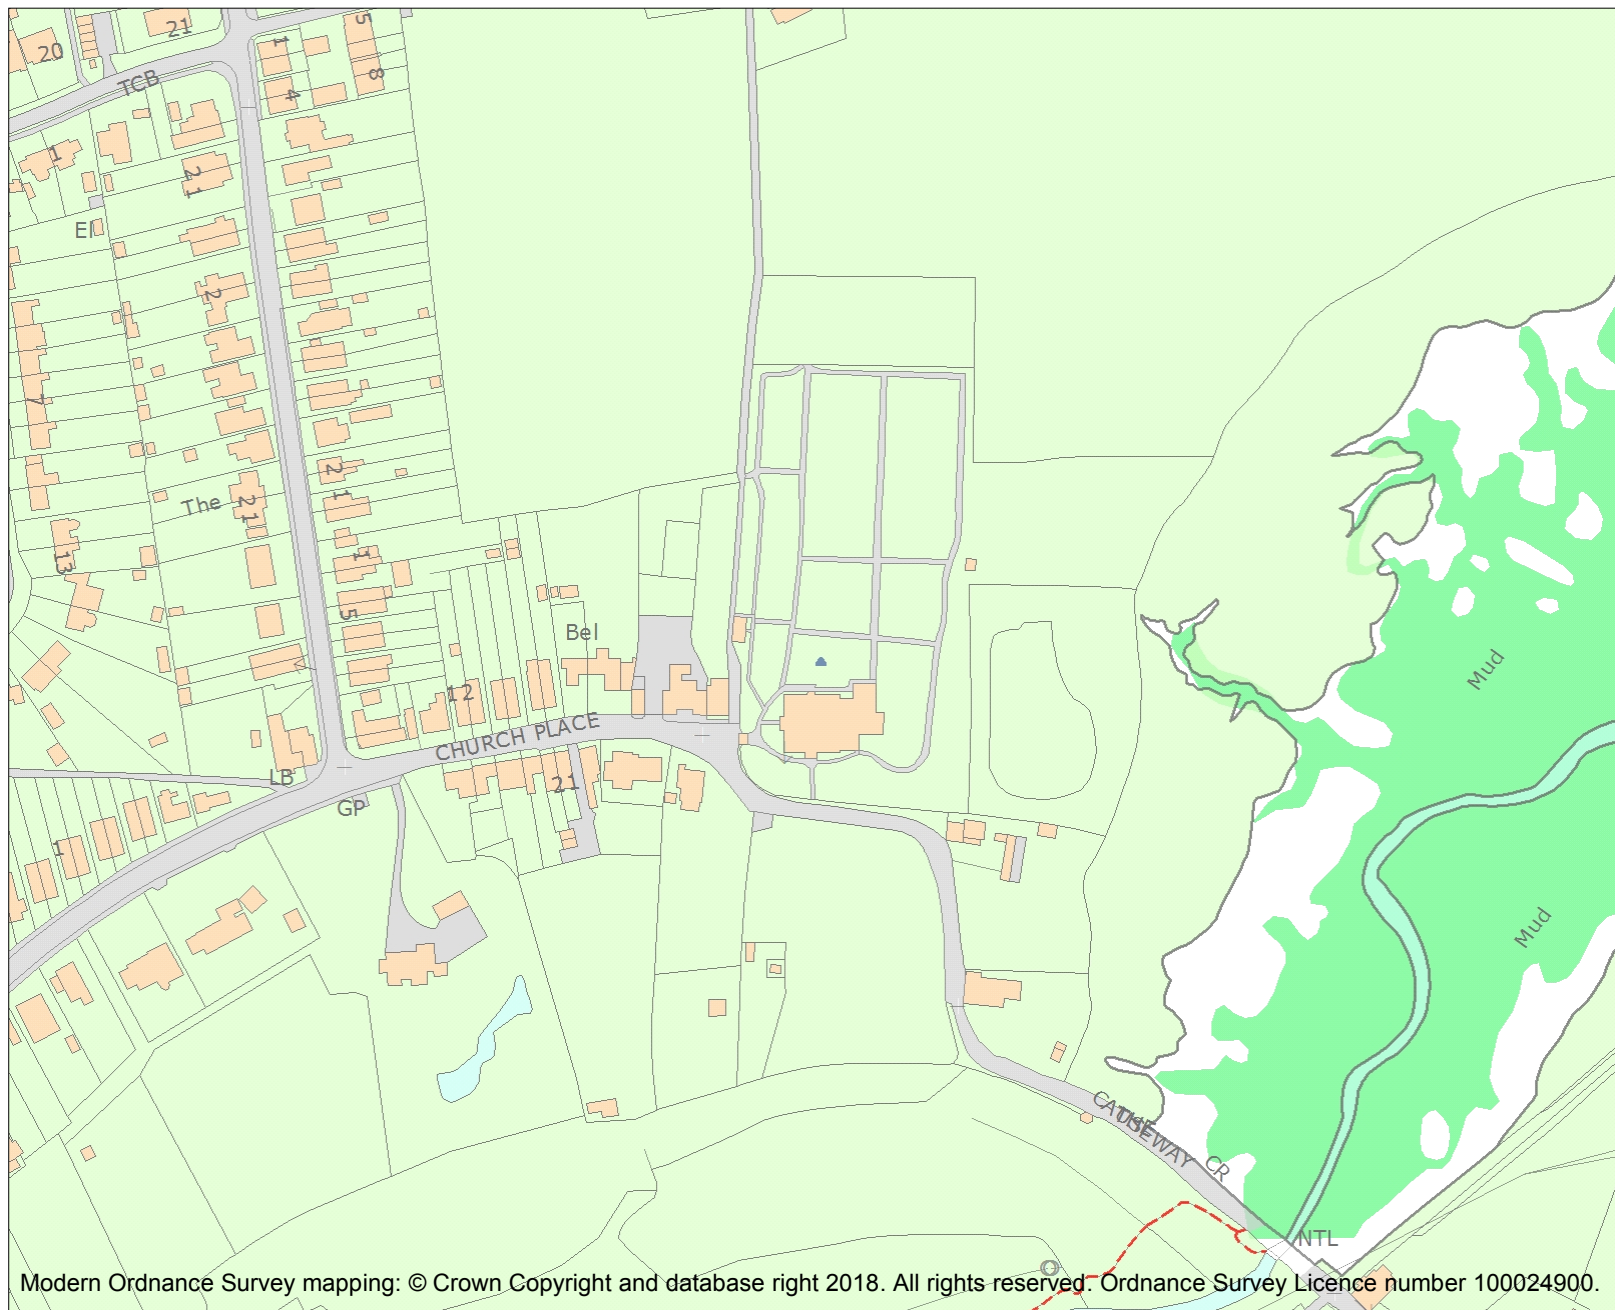 21
20
TCB
1
5
8
4
1
21
El
2
7
The
21
2
1
13
1
5
Bel
12
CHURCH PLACE
LB
GP
21
1
Mud
Mud
THE
CAUSEWAY
CR
NTL
Modern Ordnance Survey mapping: © Crown Copyright and database right 2018. All rights reserved. Ordnance Survey Licence number 100024900.